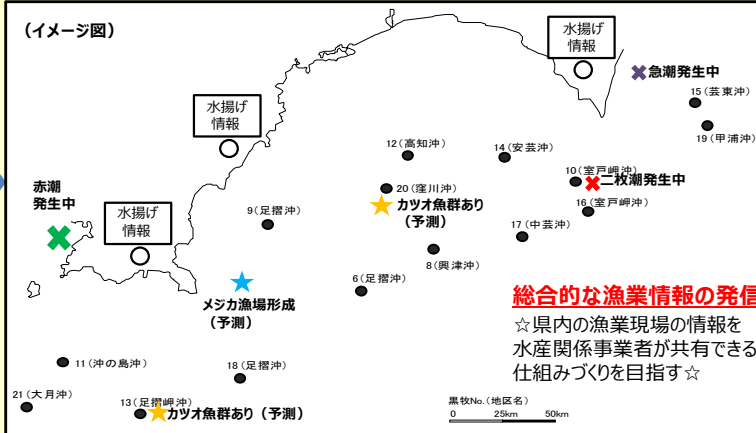 (イメージ図)
水揚げ
情報
急潮発生中
15(芸東沖)
水揚げ
情報
19(甲浦沖)
12(高知沖)
14(安芸沖)
赤潮
発生中
10(室戸岬沖)
二枚潮発生中
20(窪川沖)
カツオ魚群あり
(予測)
水揚げ
情報
9(足摺沖)
16(室戸岬沖)
17(中芸沖)
8(興津沖)
6(足摺沖)
メジカ漁場形成
(予測)
総合的な漁業情報の発信
☆県内の漁業現場の情報を
水産関係事業者が共有できる
仕組みづくりを目指す☆
11(沖の島沖)
18(足摺沖)
21(大月沖)
13(足摺岬沖)
カツオ魚群あり(予測)
黒牧No.(地区名)
0 25km 50km